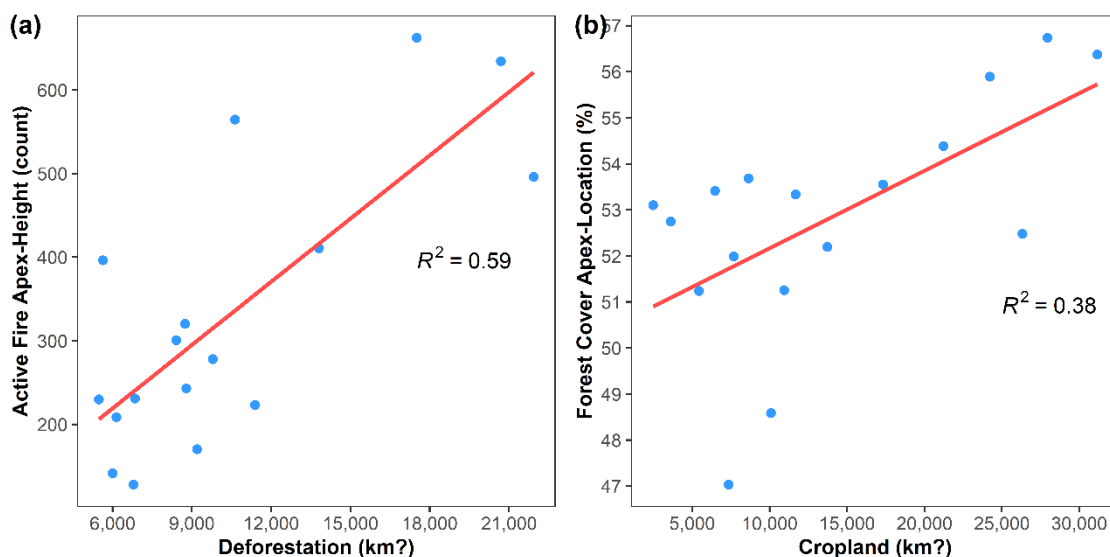 (a)
Active Fire Apex-Height (count)
600
500
400
300
200
R² = 0.59
6,000 9,000 12,000 15,000 18,000 21,000
Deforestation (km?)
(b)
Forest Cover Apex-Location (%)
57
56
55
54
53
52
51
50
49
48
47
R² = 0.38
5,000 10,000 15,000 20,000 25,000 30,000
Cropland (km?)